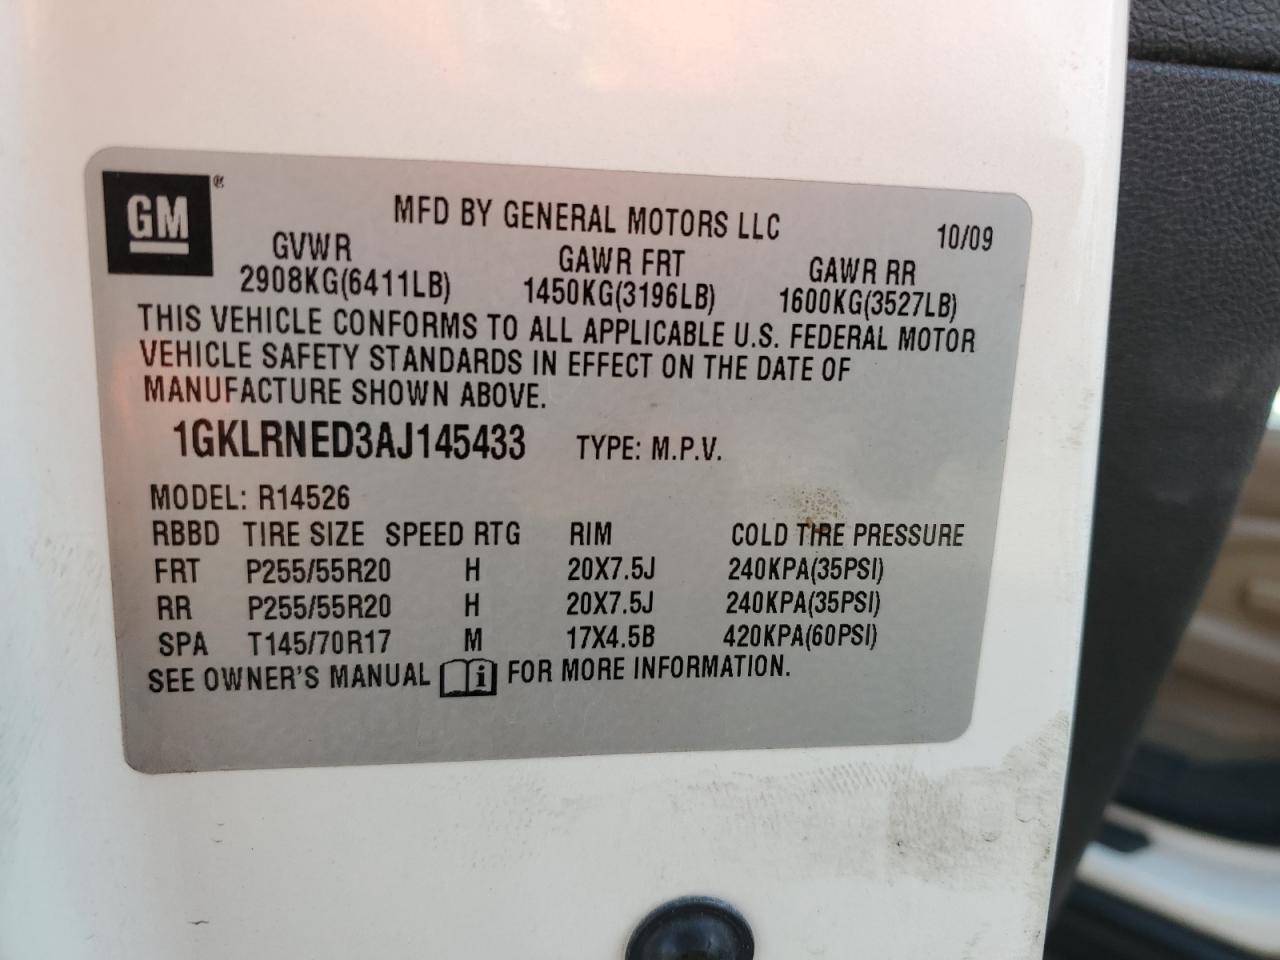 GM ®
MFD BY GENERAL MOTORS LLC 10/09
GVWR GAWR FRT GAWR RR
2908KG(6411LB) 1450KG(3196LB) 1600KG(3527LB)
THIS VEHICLE CONFORMS TO ALL APPLICABLE U.S. FEDERAL MOTOR
VEHICLE SAFETY STANDARDS IN EFFECT ON THE DATE OF
MANUFACTURE SHOWN ABOVE.
1GKLRNED3AJ145433 TYPE: M.P.V.
MODEL: R14526
RBBD TIRE SIZE SPEED RTG RIM COLD TIRE PRESSURE
FRT P255/55R20 H 20X7.5J 240KPA(35PSI)
RR P255/55R20 H 20X7.5J 240KPA(35PSI)
SPA T145/70R17 M 17X4.5B 420KPA(60PSI)
SEE OWNER'S MANUAL i FOR MORE INFORMATION.